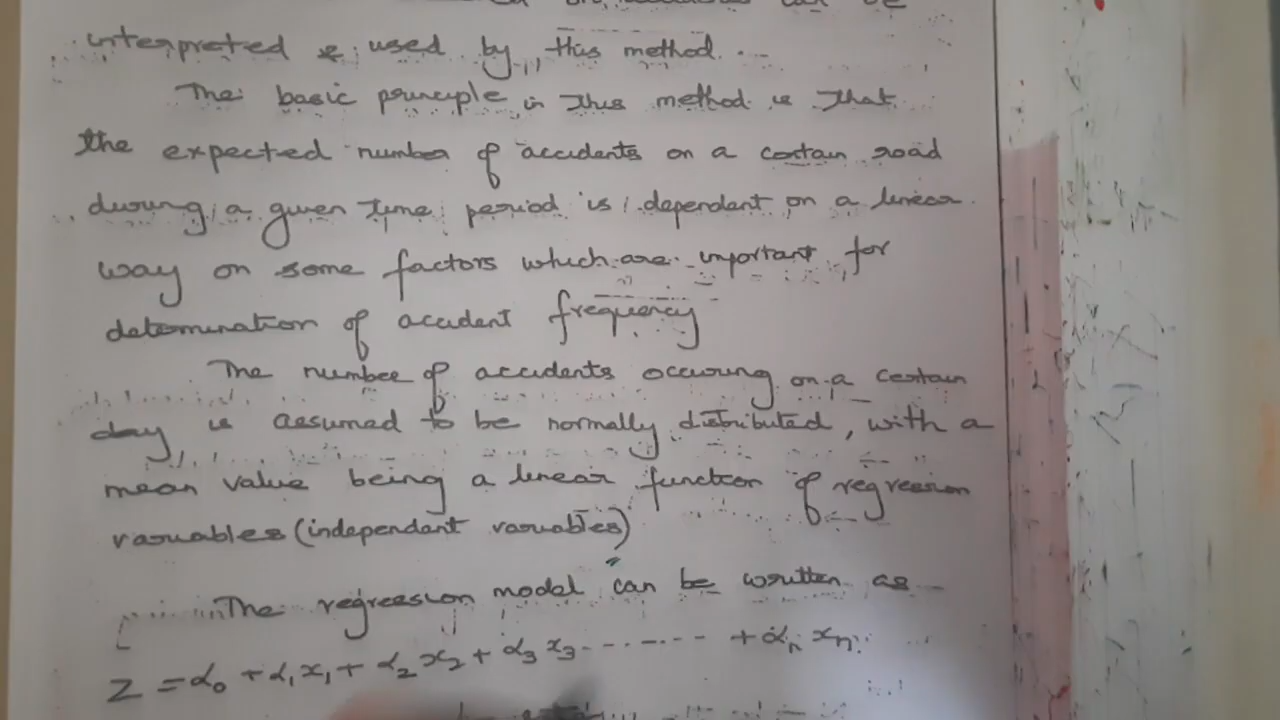 can be
interpreted & used by this method.
The basic principle in this method is that
the expected number of accidents on a certain road
during a given time period is dependent on a linear
way on some factors which are important for
determination of accident frequency
The number of accidents occuring on a certain
day is assumed to be normally distributed, with a
mean value being a linear function of regression
variables (independent variables)
The regression model can be written as
Z = α₀ + α₁x₁ + α₂x₂ + α₃x₃ ......... + αₙxₙ